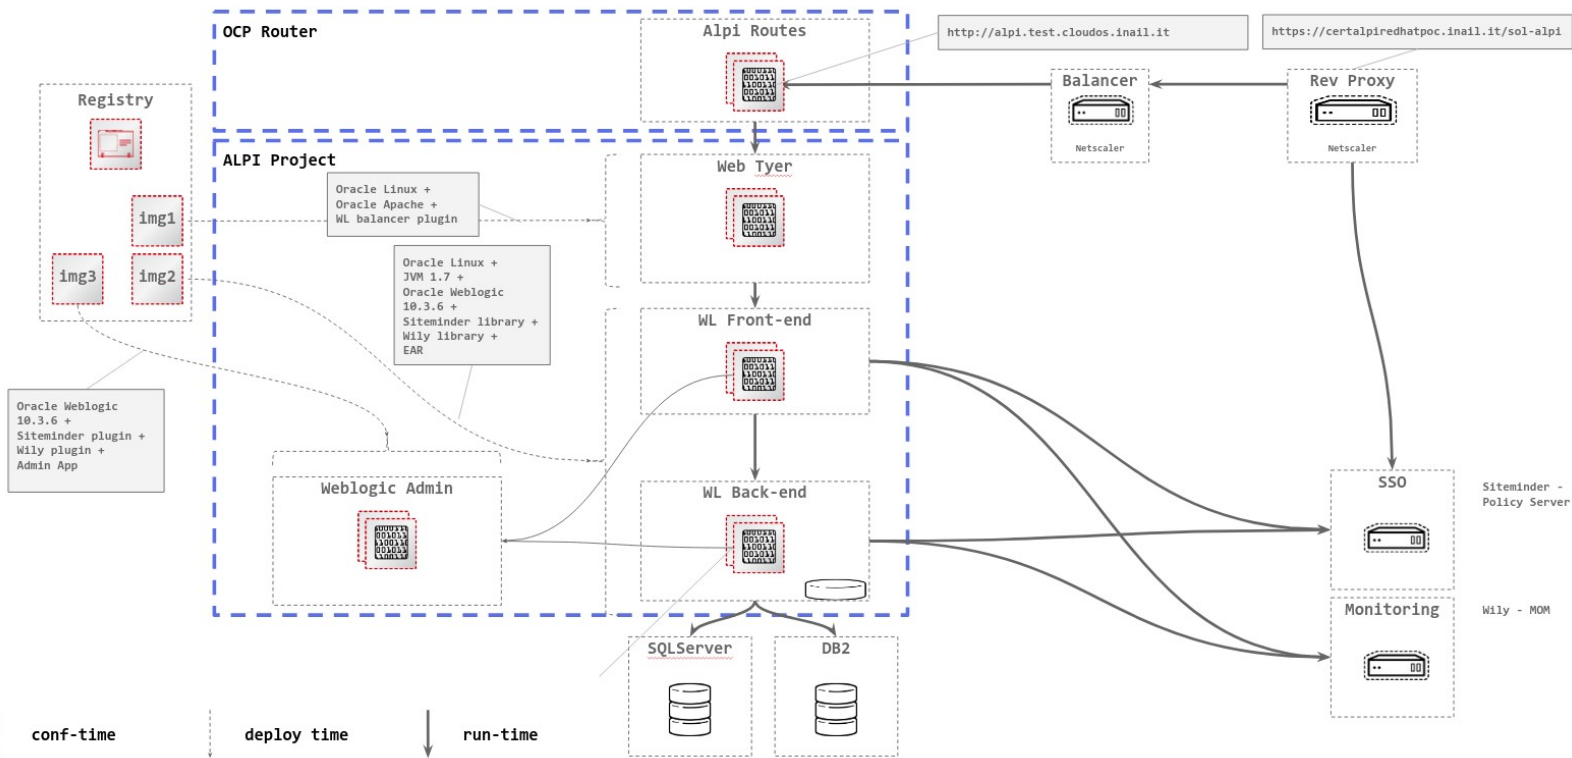 OCP Router
Alpi Routes
http://alpi.test.cloudos.inail.it
https://certalpiredhatpoc.inail.it/sol-alpi
Balancer
Netscaler
Rev Proxy
Netscaler
Registry
img1
img3
img2
ALPI Project
Web Tyer
Oracle Linux +
Oracle Apache +
WL balancer plugin
Oracle Linux +
JVM 1.7 +
Oracle Weblogic
10.3.6 +
Siteminder library +
Wily library +
EAR
WL Front-end
Oracle Weblogic
10.3.6 +
Siteminder plugin +
Wily plugin +
Admin App
Weblogic Admin
WL Back-end
SSO
Siteminder -
Policy Server
Monitoring
Wily - MOM
SQLServer
DB2
conf-time
deploy time
run-time